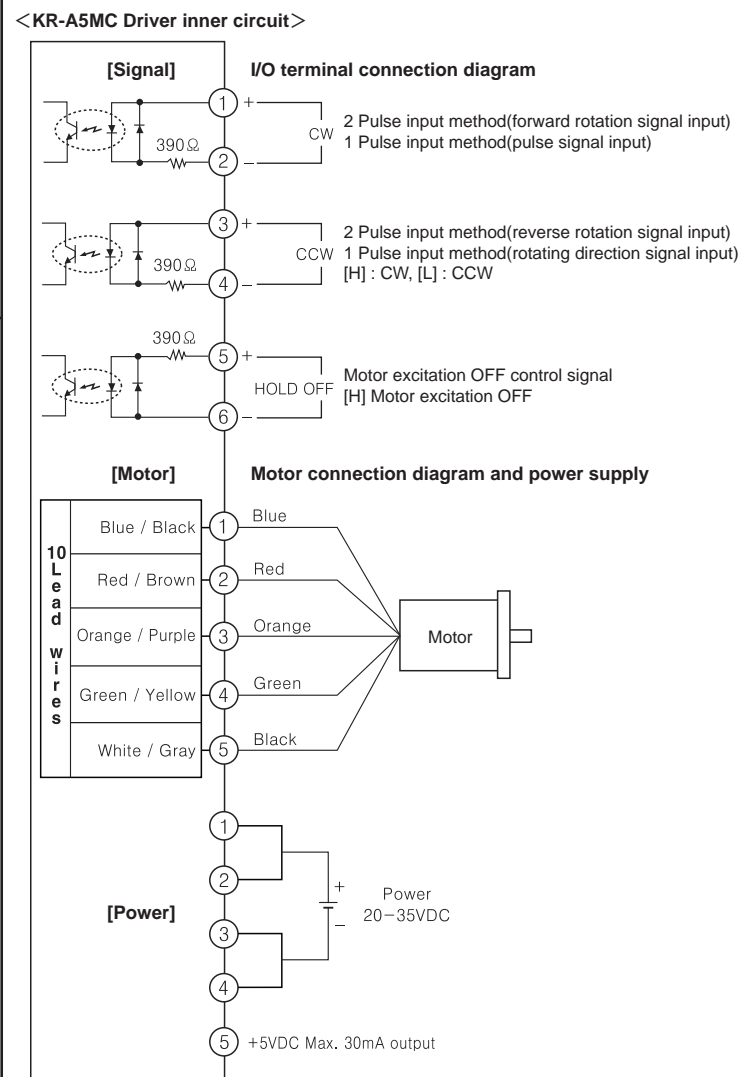 <KR-A5MC Driver inner circuit>
[Signal] I/O terminal connection diagram
1 +
CW
2 Pulse input method(forward rotation signal input)
1 Pulse input method(pulse signal input)
390Ω
2 −
3 +
CCW
2 Pulse input method(reverse rotation signal input)
1 Pulse input method(rotating direction signal input)
[H] : CW, [L] : CCW
390Ω
4 −
390Ω
5 +
HOLD OFF
Motor excitation OFF control signal
[H] Motor excitation OFF
6 −
[Motor] Motor connection diagram and power supply
10 Lead wires
Blue / Black 1 Blue
Red / Brown 2 Red
Orange / Purple 3 Orange
Motor
Green / Yellow 4 Green
White / Gray 5 Black
1
2
[Power]
+
Power
20−35VDC
−
3
4
5 +5VDC Max. 30mA output